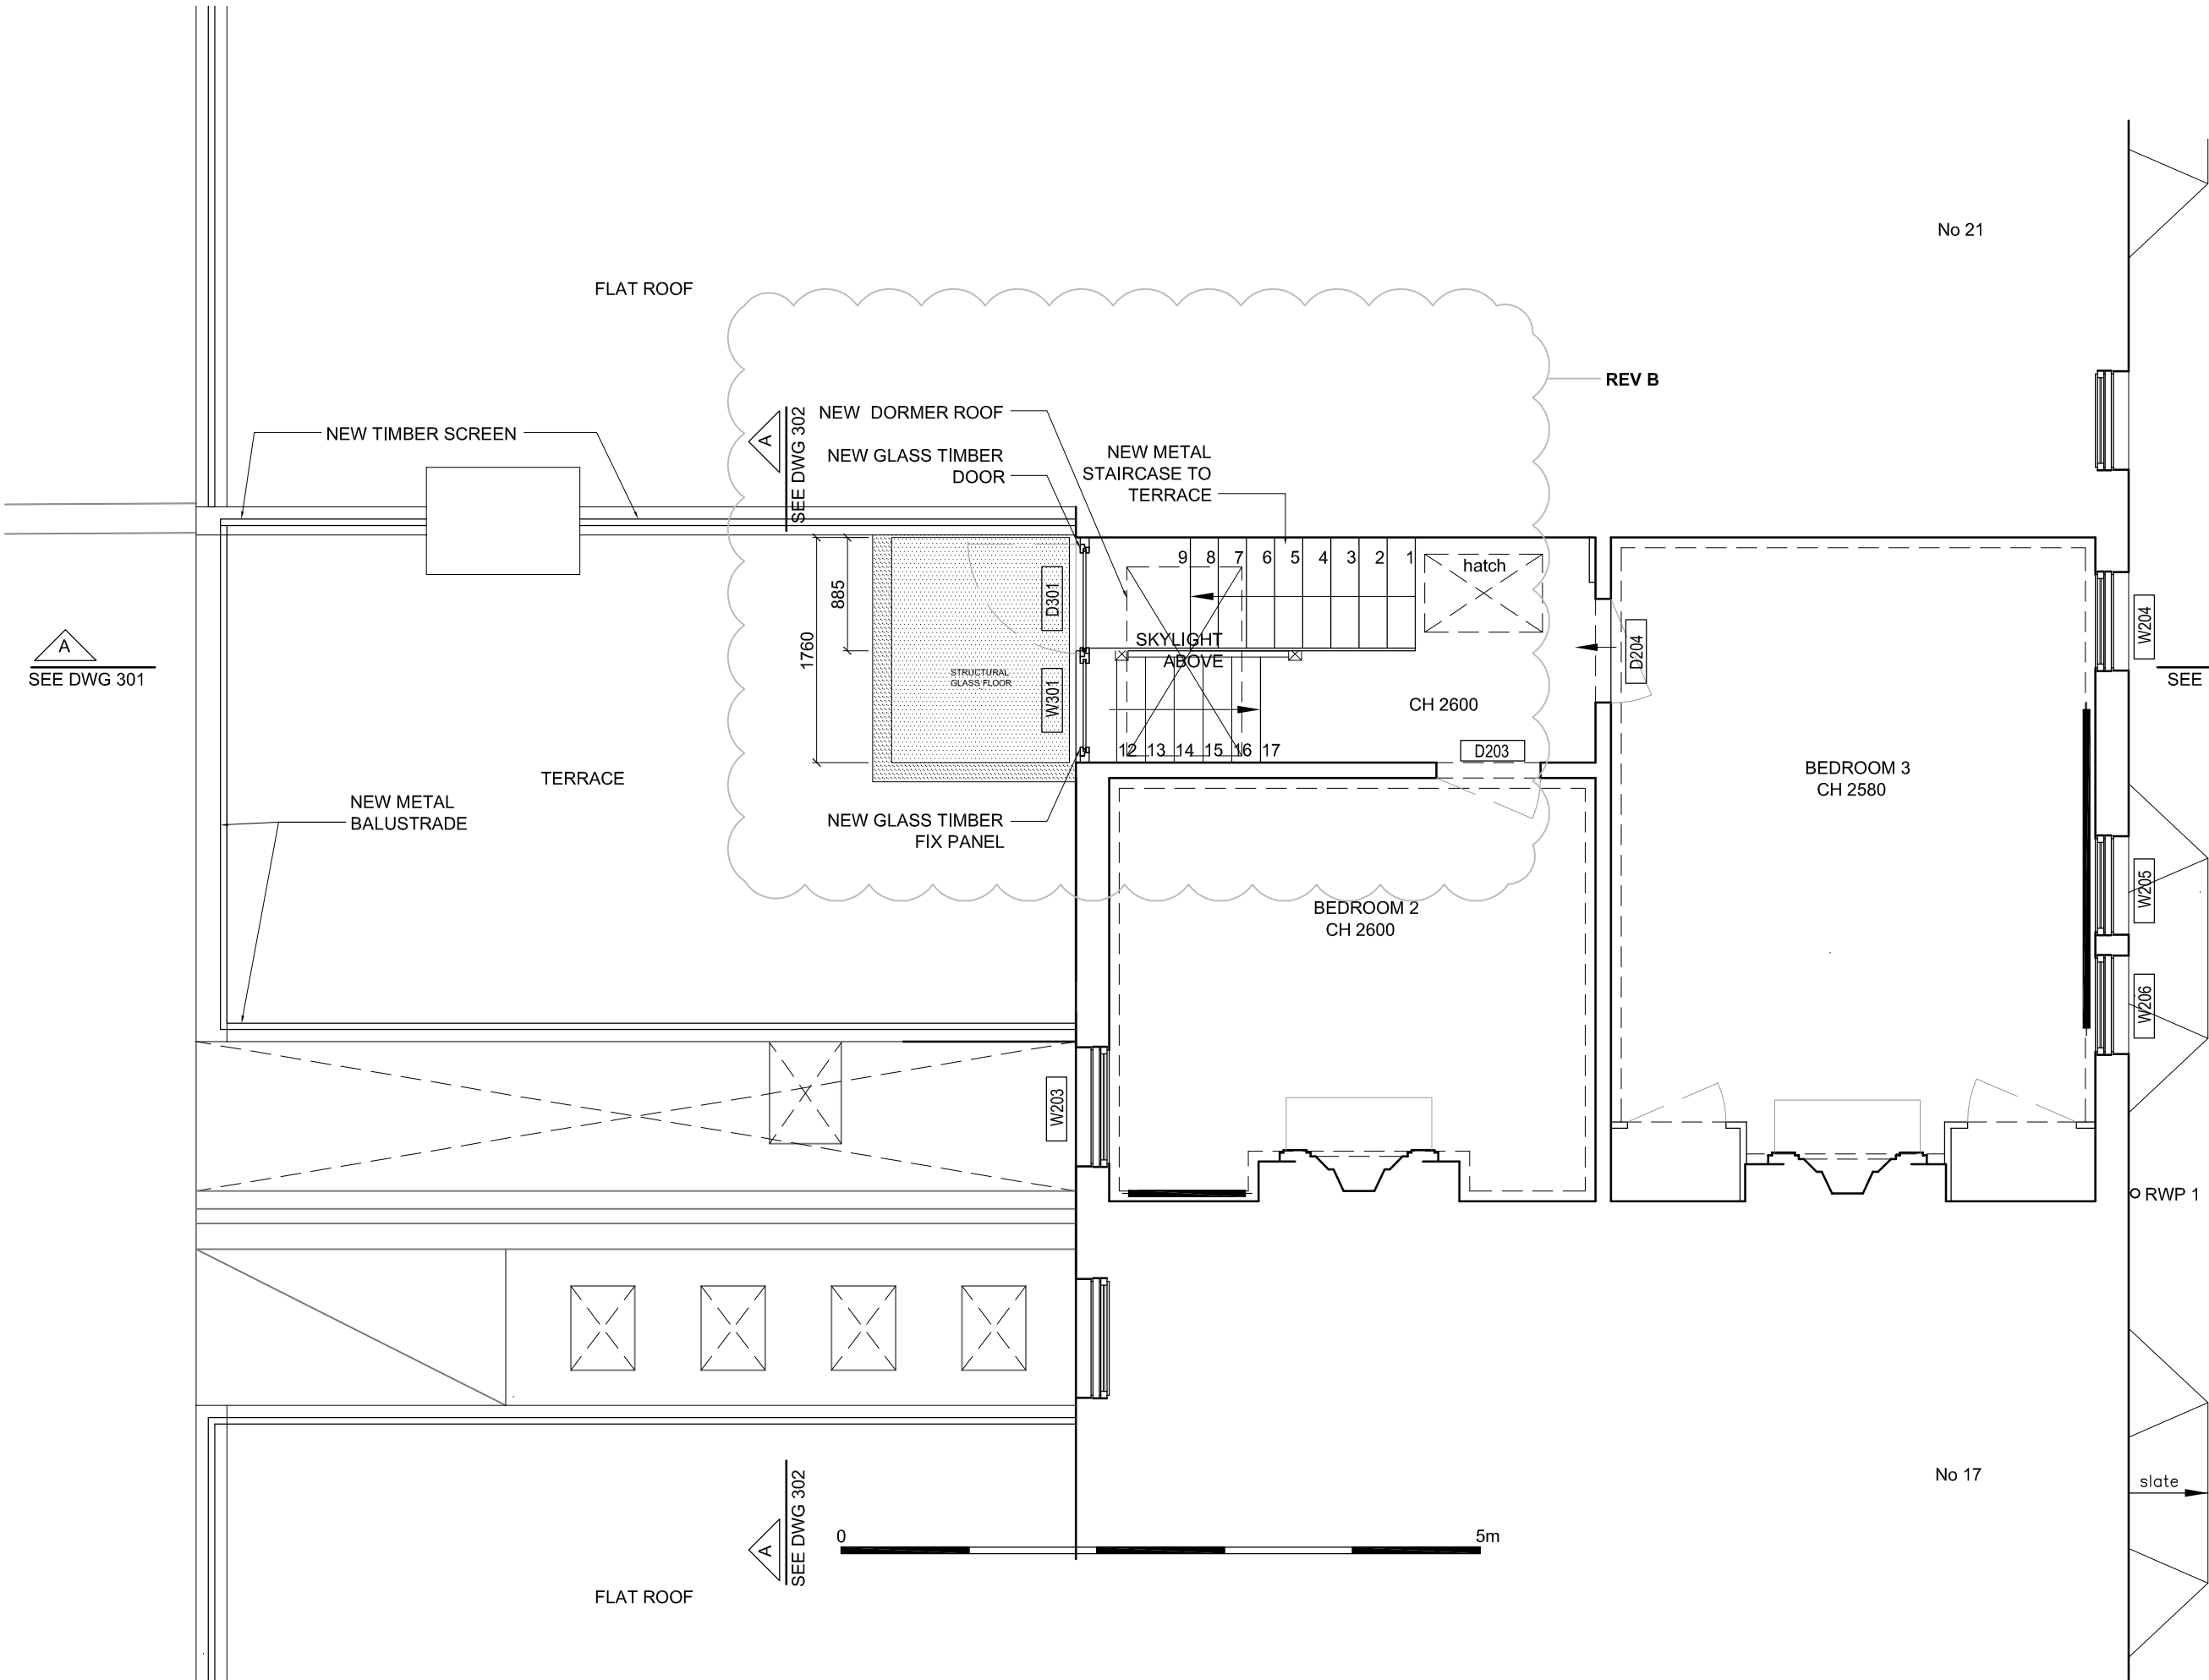 No 21
FLAT ROOF
REV B
NEW DORMER ROOF
NEW TIMBER SCREEN
A
SEE DWG 302
NEW GLASS TIMBER
DOOR
NEW METAL
STAIRCASE TO
TERRACE
9 8 7 6 5 4 3 2 1
hatch
885
1760
D301
W301
STRUCTURAL
GLASS FLOOR
SKYLIGHT
ABOVE
D204
W204
A
SEE DWG 301
SEE
CH 2600
12 13 14 15 16 17
D203
TERRACE
BEDROOM 3
CH 2580
NEW METAL
BALUSTRADE
NEW GLASS TIMBER
FIX PANEL
BEDROOM 2
CH 2600
W205
W206
W203
RWP 1
No 17
slate
A
SEE DWG 302
0 5m
FLAT ROOF